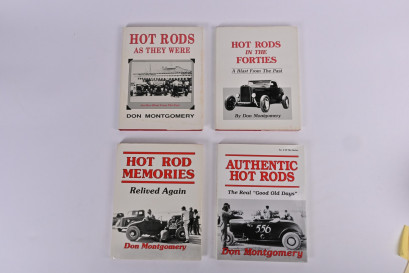 HOT RODS
AS THEY WERE
DON MONTGOMERY
HOT RODS
IN THE
FORTIES
A Blast From The Past
By Don Montgomery
HOT ROD
MEMORIES
Relived Again
Don Montgomery
AUTHENTIC
HOT RODS
The Real "Good Old Days"
556
Don Montgomery